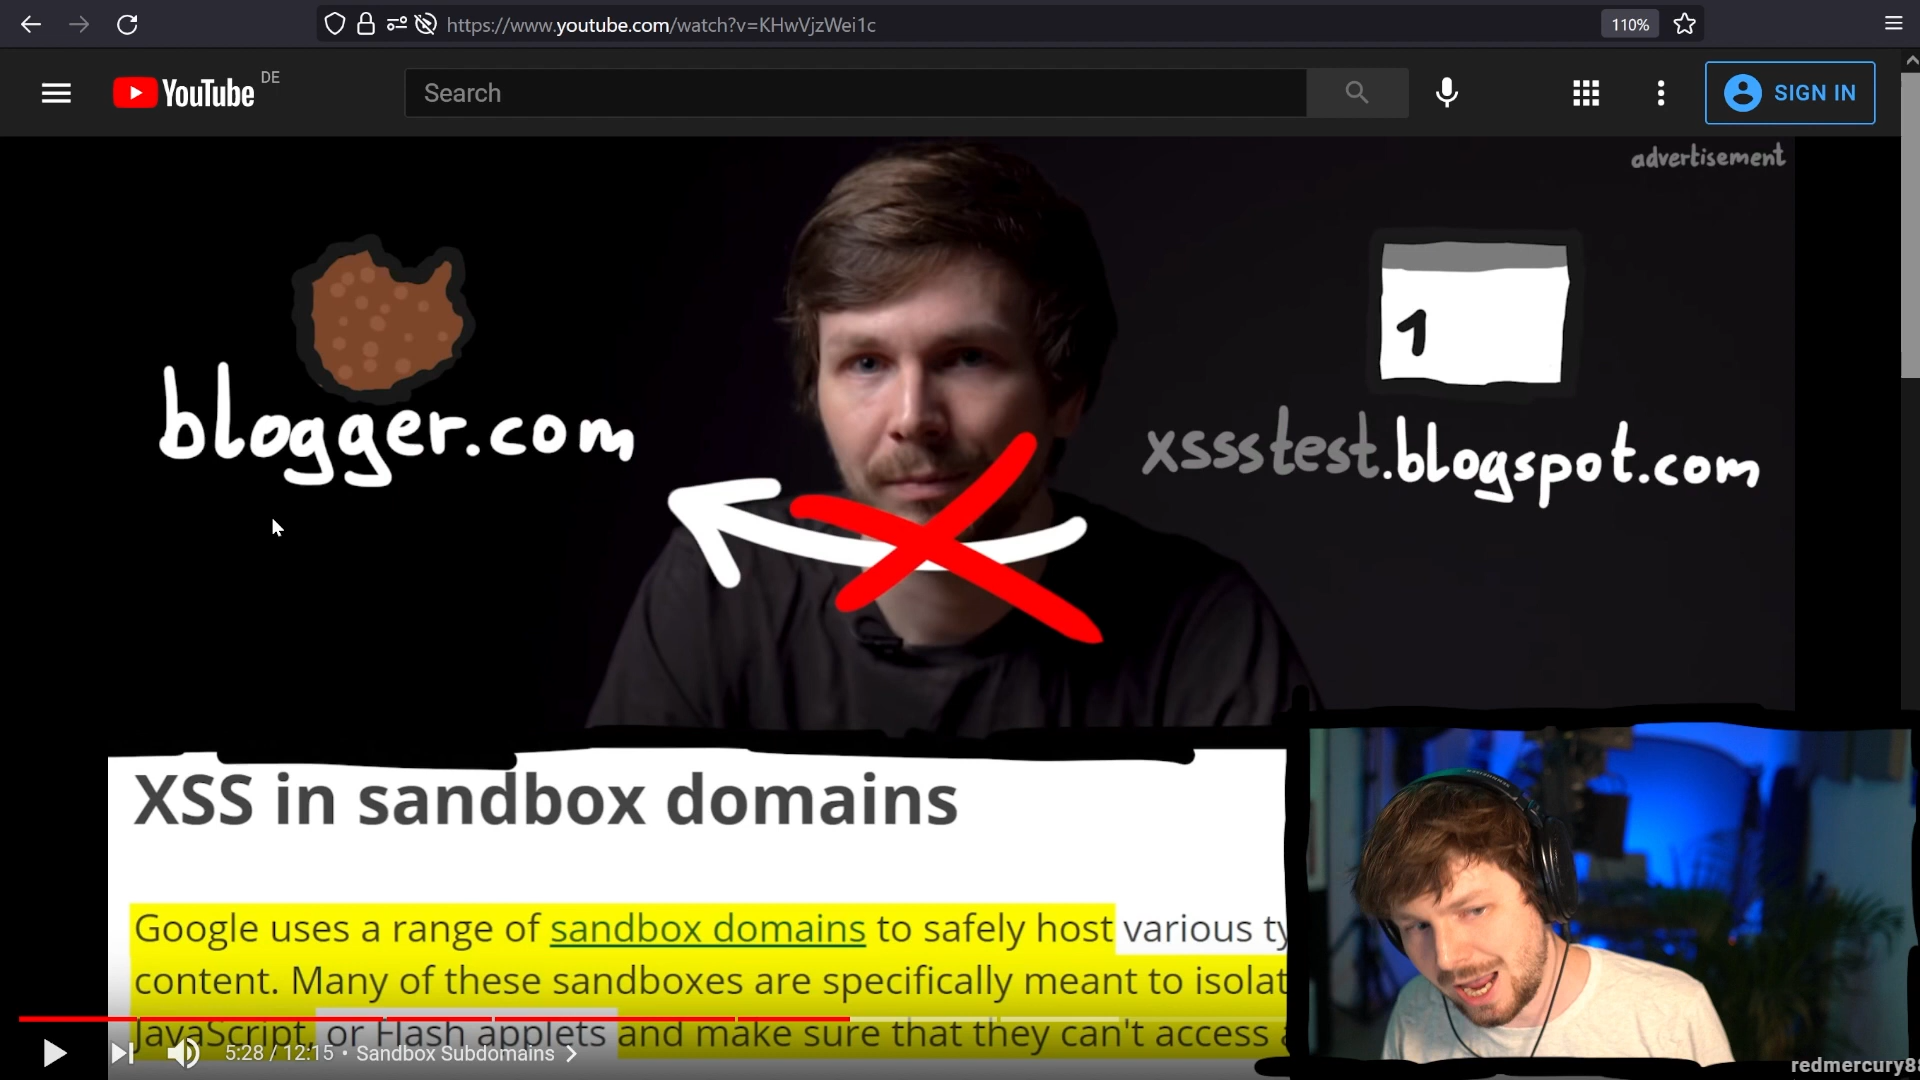 https://www.youtube.com/watch?v=KHwVjzWei1c
110%
YouTube DE
Search
SIGN IN
advertisement
1
blogger.com
xssstest.blogspot.com
XSS in sandbox domains
Google uses a range of sandbox domains to safely host various ty
content. Many of these sandboxes are specifically meant to isolat
JavaScript, or Flash applets and make sure that they can't access a
5:28 / 12:15 • Sandbox Subdomains
redmercury88